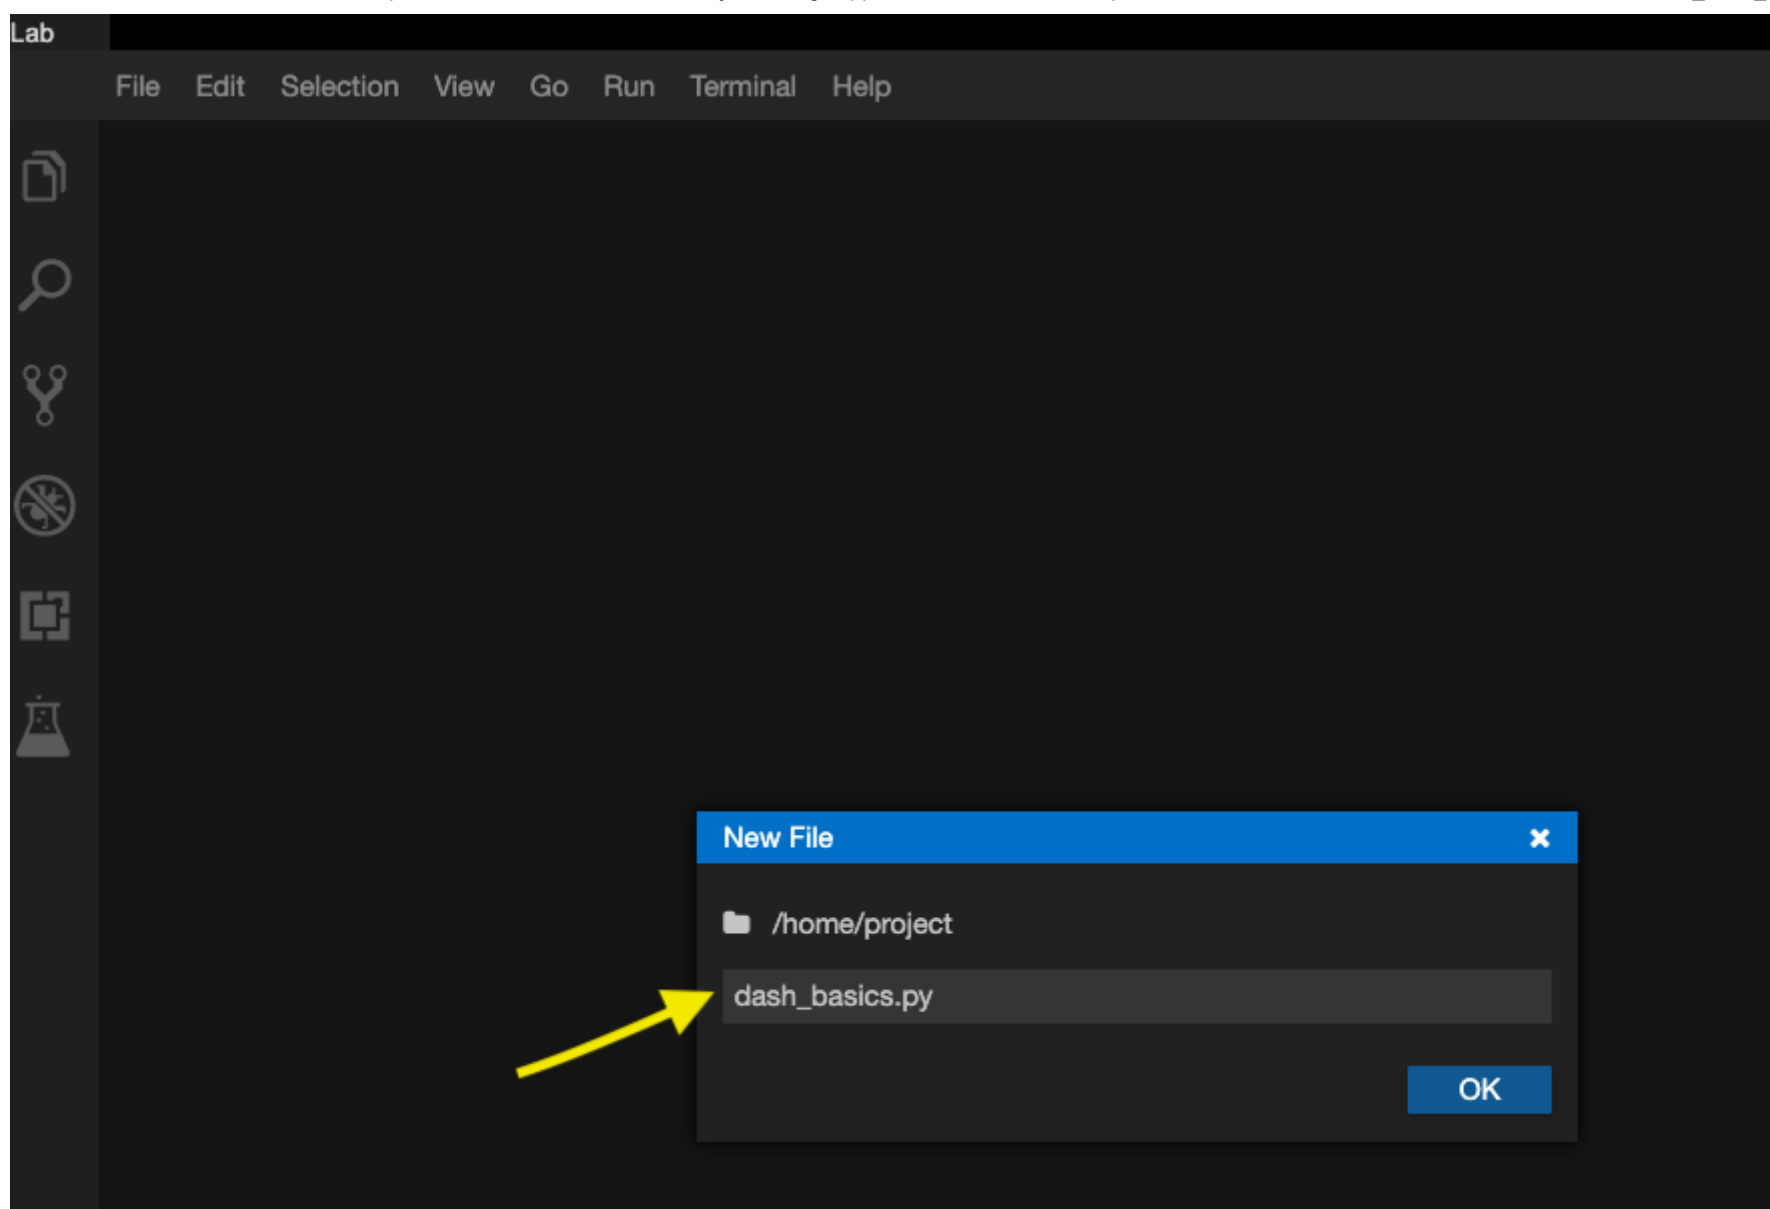 Lab
File Edit Selection View Go Run Terminal Help
New File
/home/project
dash_basics.py
OK